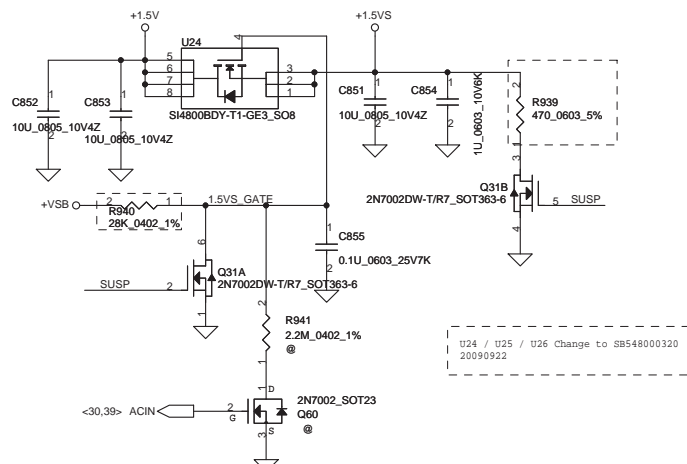 +1.5V
+1.5VS
U24
4
5
6
7
8
3
2
1
SI4800BDY-T1-GE3_SO8
C852
1
2
10U_0805_10V4Z
C853
1
2
10U_0805_10V4Z
C851
1
2
10U_0805_10V4Z
C854
1
2
1U_0603_10V6K
2
R939
470_0603_5%
1
3
Q31B
2N7002DW-T/R7_SOT363-6
5
SUSP
4
+VSB
2
1
R940
28K_0402_1%
1.5VS_GATE
6
Q31A
2N7002DW-T/R7_SOT363-6
SUSP
2
1
1
C855
0.1U_0603_25V7K
2
2
R941
2.2M_0402_1%
@
1
1
D
2N7002_SOT23
Q60
@
<30,39> ACIN
2
G
S
3
U24 / U25 / U26 Change to SB548000320
20090922